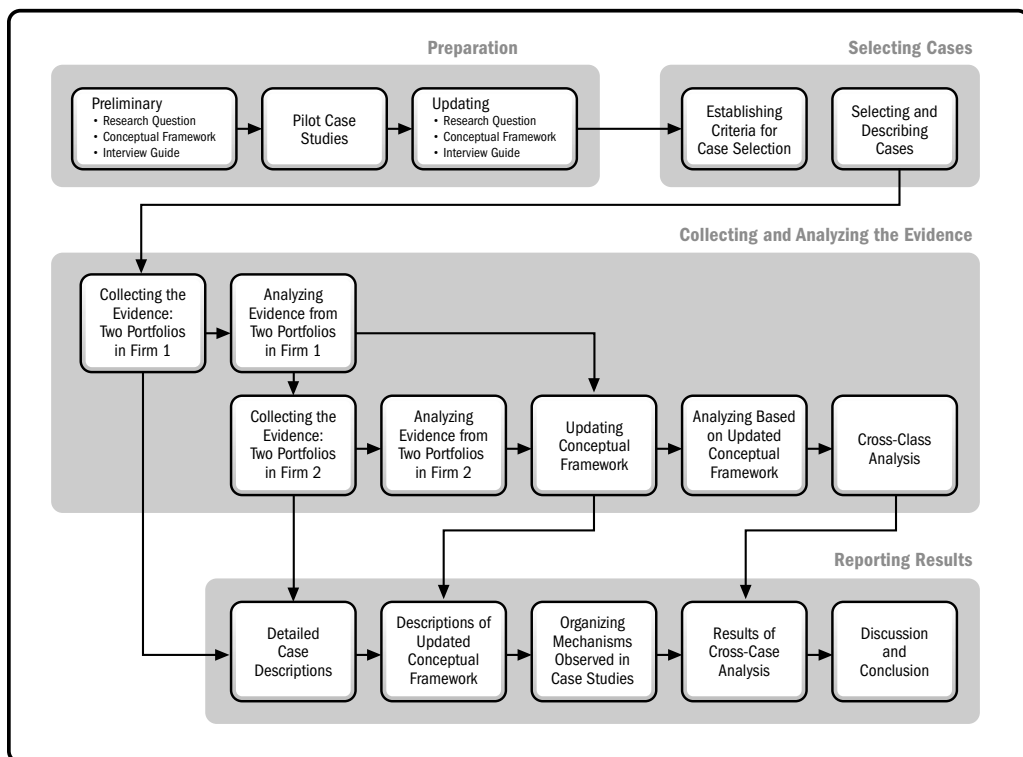 Preparation
Selecting Cases
Preliminary
• Research Question
• Conceptual Framework
• Interview Guide
Pilot Case
Studies
Updating
• Research Question
• Conceptual Framework
• Interview Guide
Establishing
Criteria for
Case Selection
Selecting and
Describing
Cases
Collecting and Analyzing the Evidence
Collecting the
Evidence:
Two Portfolios
in Firm 1
Analyzing
Evidence from
Two Portfolios
in Firm 1
Collecting the
Evidence:
Two Portfolios
in Firm 2
Analyzing
Evidence from
Two Portfolios
in Firm 2
Updating
Conceptual
Framework
Analyzing Based
on Updated
Conceptual
Framework
Cross-Class
Analysis
Reporting Results
Detailed
Case
Descriptions
Descriptions of
Updated
Conceptual
Framework
Organizing
Mechanisms
Observed in
Case Studies
Results of
Cross-Case
Analysis
Discussion
and
Conclusion